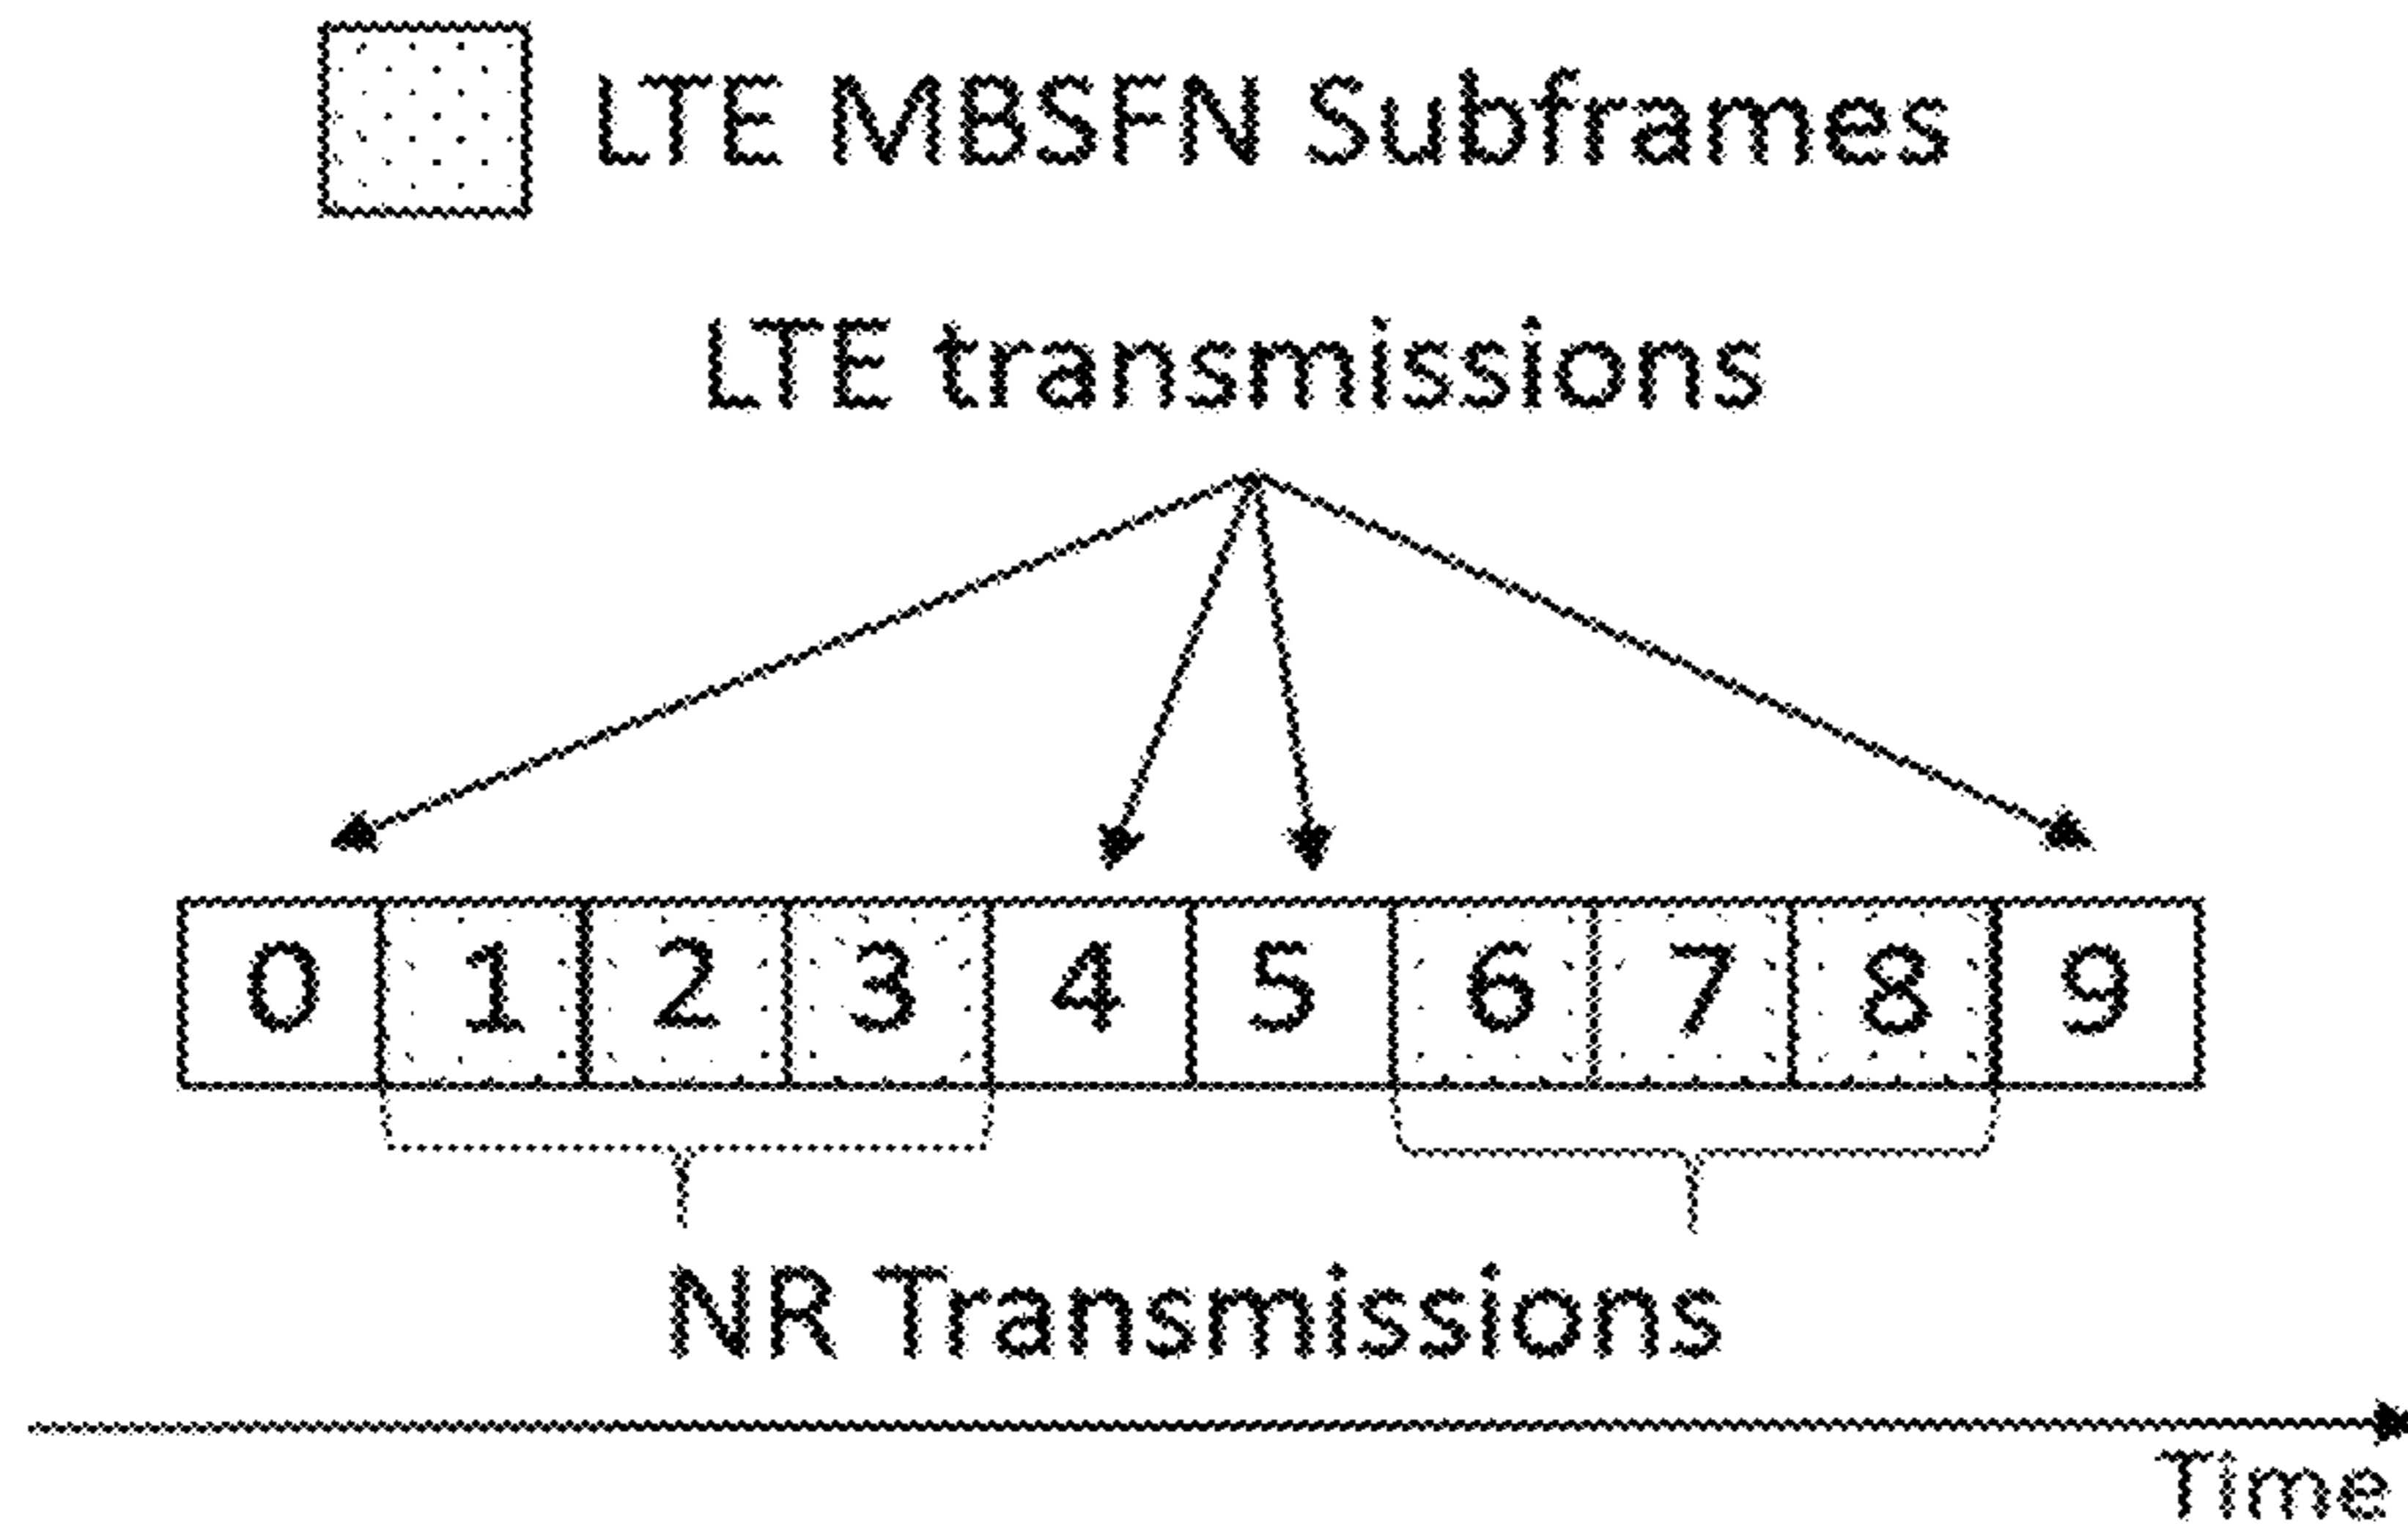 LTE MBSFN Subframes
LTE transmissions
0 1 2 3 4 5 6 7 8 9
NR Transmissions
Time